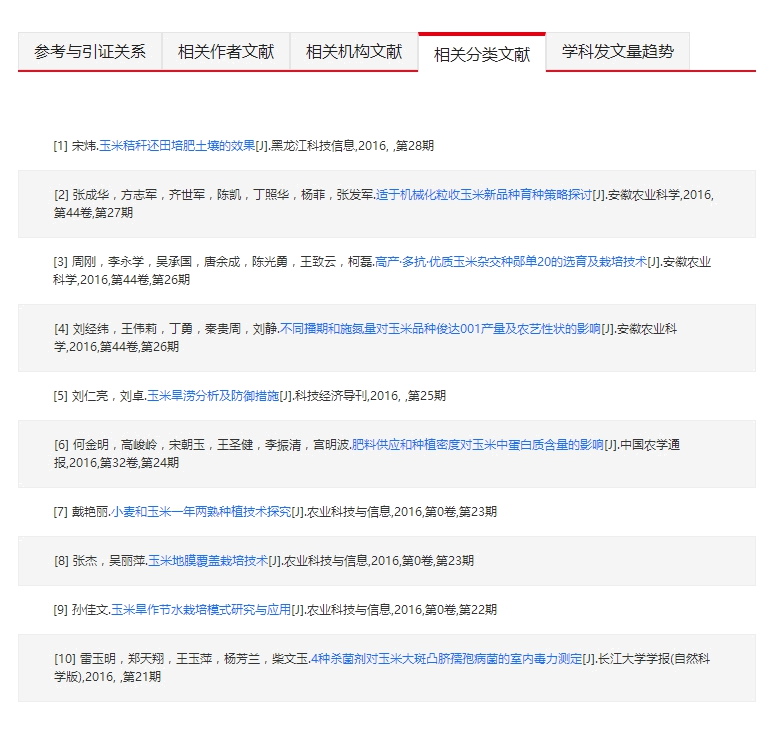 参考与引证关系 相关作者文献 相关机构文献 相关分类文献 学科发文量趋势
[1] 宋炜.玉米秸秆还田培肥土壤的效果[J].黑龙江科技信息,2016, ,第28期
[2] 张成华，方志军，齐世军，陈凯，丁照华，杨菲，张发军.适于机械化粒收玉米新品种育种策略探讨[J].安徽农业科学,2016,
第44卷,第27期
[3] 周刚，李永学，吴承国，唐余成，陈光勇，王致云，柯磊.高产·多抗·优质玉米杂交种郧单20的选育及栽培技术[J].安徽农业
科学,2016,第44卷,第26期
[4] 刘经纬，王伟莉，丁勇，秦贵周，刘静.不同播期和施氮量对玉米品种俊达001产量及农艺性状的影响[J].安徽农业科
学,2016,第44卷,第26期
[5] 刘仁亮，刘卓.玉米旱涝分析及防御措施[J].科技经济导刊,2016, ,第25期
[6] 何金明，高峻岭，宋朝玉，王圣健，李振清，宫明波.肥料供应和种植密度对玉米中蛋白质含量的影响[J].中国农学通
报,2016,第32卷,第24期
[7] 戴艳丽.小麦和玉米一年两熟种植技术探究[J].农业科技与信息,2016,第0卷,第23期
[8] 张杰，吴丽萍.玉米地膜覆盖栽培技术[J].农业科技与信息,2016,第0卷,第23期
[9] 孙佳文.玉米旱作节水栽培模式研究与应用[J].农业科技与信息,2016,第0卷,第22期
[10] 雷玉明，郑天翔，王玉萍，杨芳兰，柴文玉.4种杀菌剂对玉米大斑凸脐蠕孢病菌的室内毒力测定[J].长江大学学报(自然科
学版),2016, ,第21期